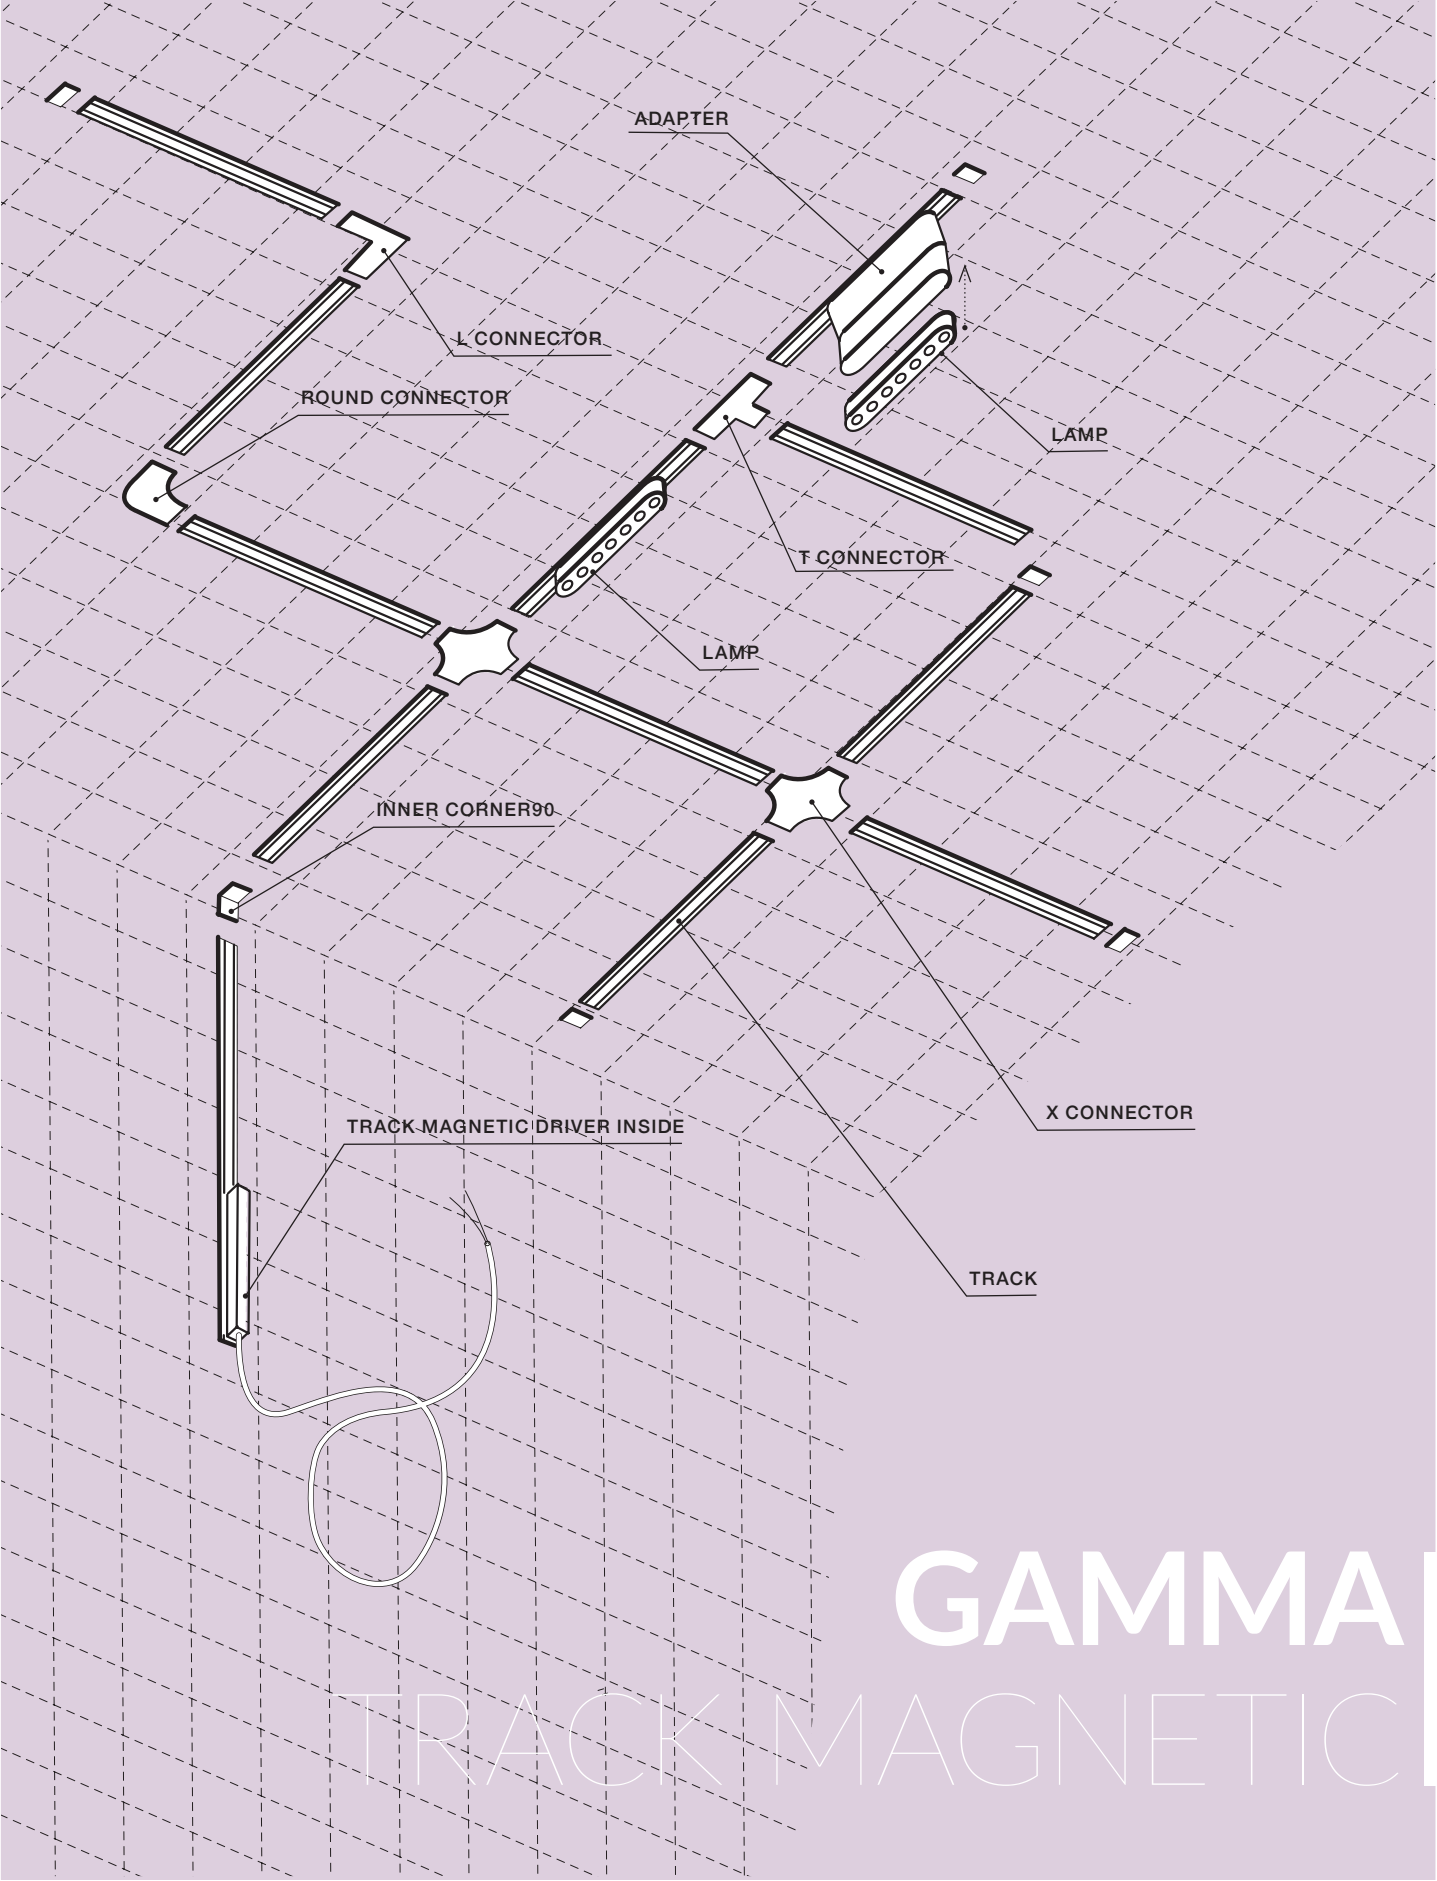 ADAPTER
L CONNECTOR
ROUND CONNECTOR
LAMP
T CONNECTOR
LAMP
INNER CORNER90
X CONNECTOR
TRACK MAGNETIC DRIVER INSIDE
TRACK
GAMMA
TRACK MAGNETIC